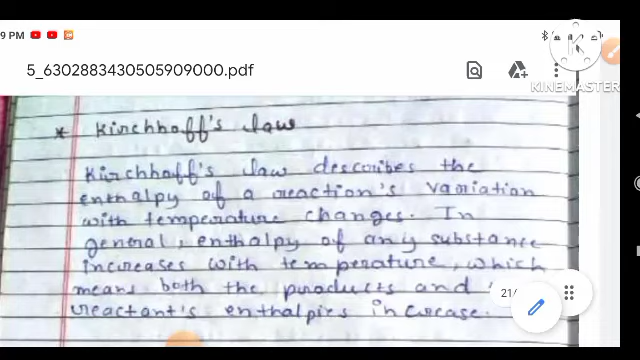 9 PM
5_6302883430505909000.pdf
K
KINEMASTER
* Kirchhoff's law
Kirchhoff's law describes the
enthalpy of a reaction's variation
with temperature changes. In
general, enthalpy of any substance
increases with temperature, which
means both the products and
reactant's enthalpies increase.
21/